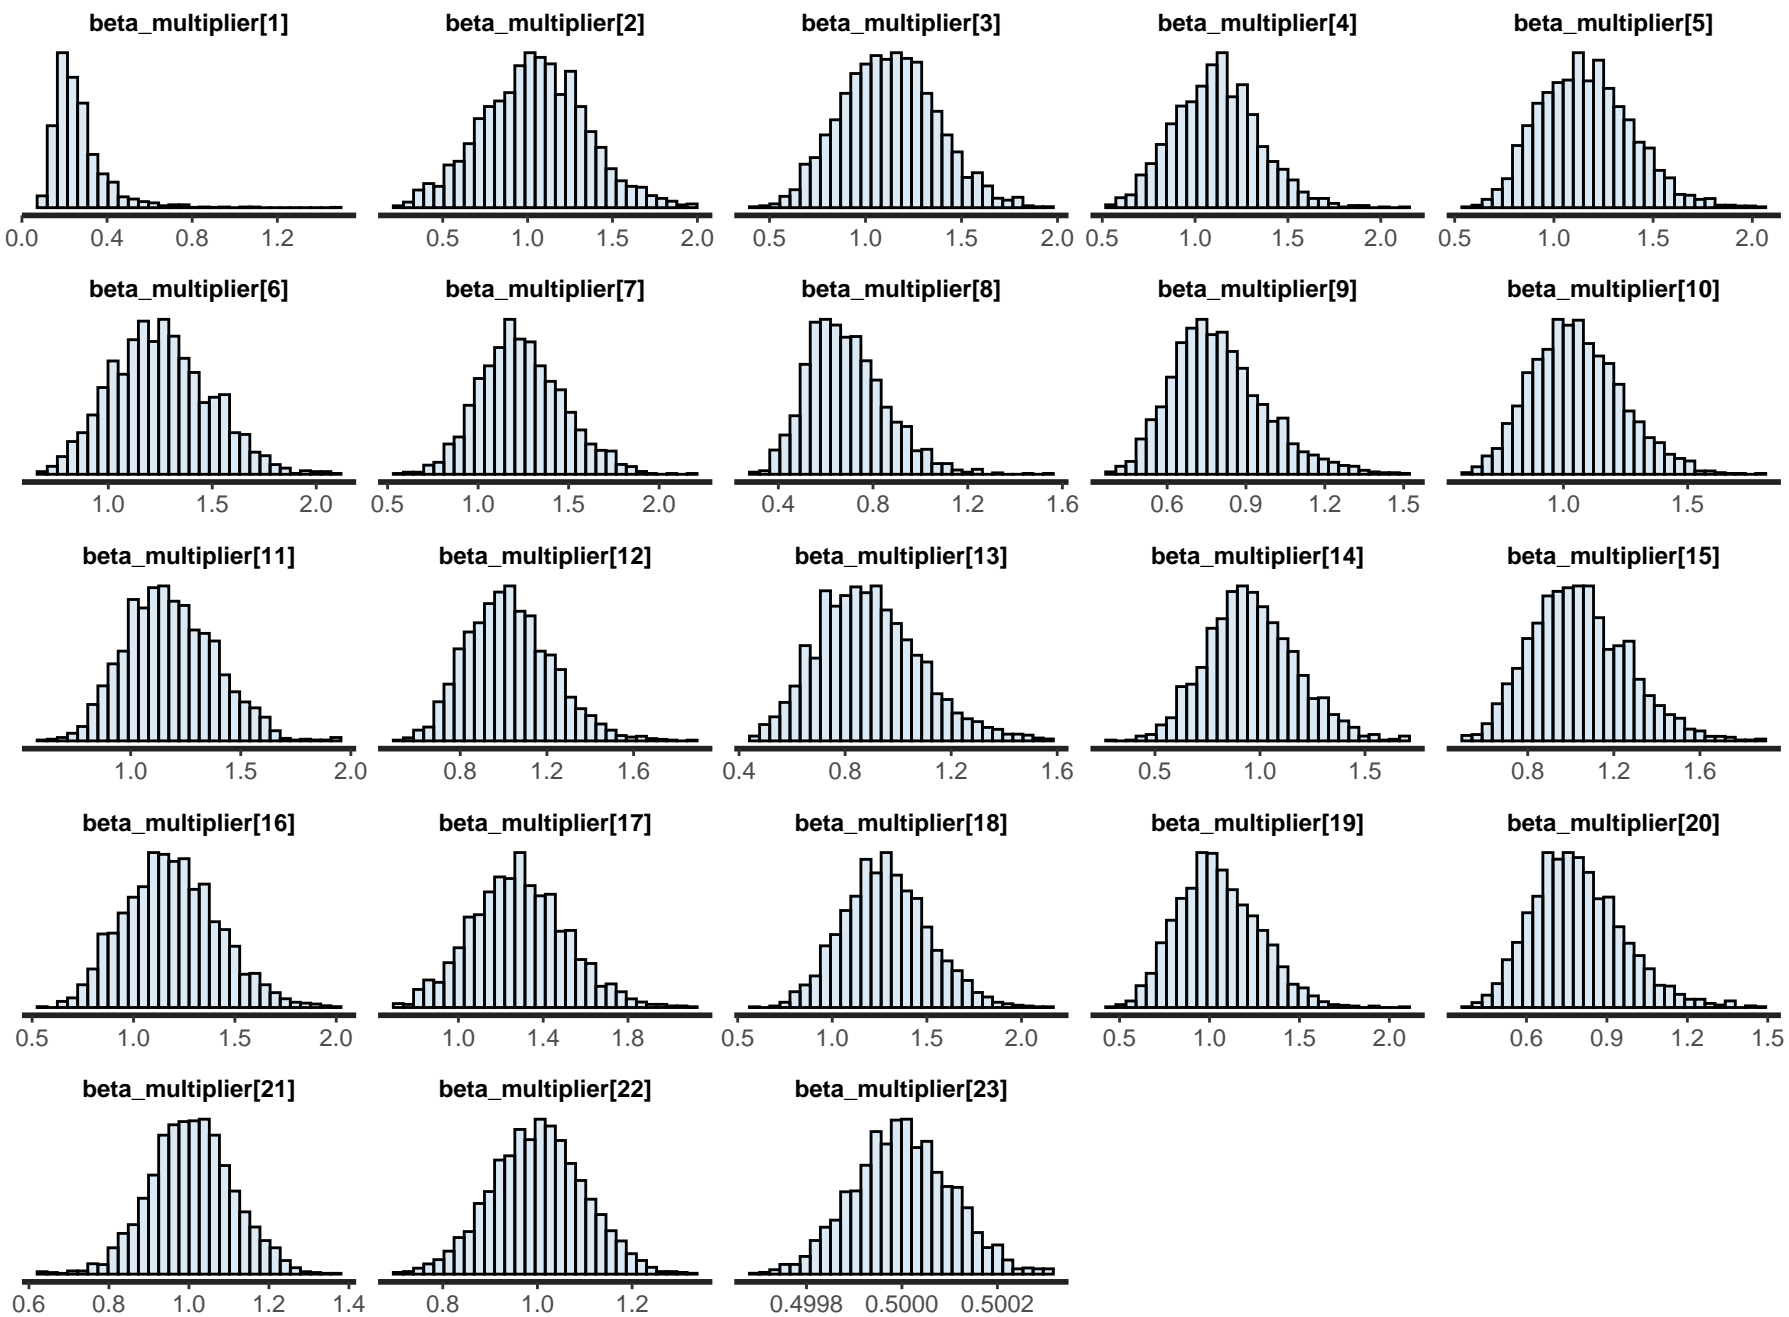 beta_multiplier[1] beta_multiplier[2] beta_multiplier[3] beta_multiplier[4] beta_multiplier[5]
0.0 0.4 0.8 1.2 0.5 1.0 1.5 2.0 0.5 1.0 1.5 2.0 0.5 1.0 1.5 2.0 0.5 1.0 1.5 2.0
beta_multiplier[6] beta_multiplier[7] beta_multiplier[8] beta_multiplier[9] beta_multiplier[10]
1.0 1.5 2.0 0.5 1.0 1.5 2.0 0.4 0.8 1.2 1.6 0.6 0.9 1.2 1.5 1.0 1.5
beta_multiplier[11] beta_multiplier[12] beta_multiplier[13] beta_multiplier[14] beta_multiplier[15]
1.0 1.5 2.0 0.8 1.2 1.6 0.4 0.8 1.2 1.6 0.5 1.0 1.5 0.8 1.2 1.6
beta_multiplier[16] beta_multiplier[17] beta_multiplier[18] beta_multiplier[19] beta_multiplier[20]
0.5 1.0 1.5 2.0 1.0 1.4 1.8 0.5 1.0 1.5 2.0 0.5 1.0 1.5 2.0 0.6 0.9 1.2 1.5
beta_multiplier[21] beta_multiplier[22] beta_multiplier[23]
0.6 0.8 1.0 1.2 1.4 0.8 1.0 1.2 0.4998 0.5000 0.5002